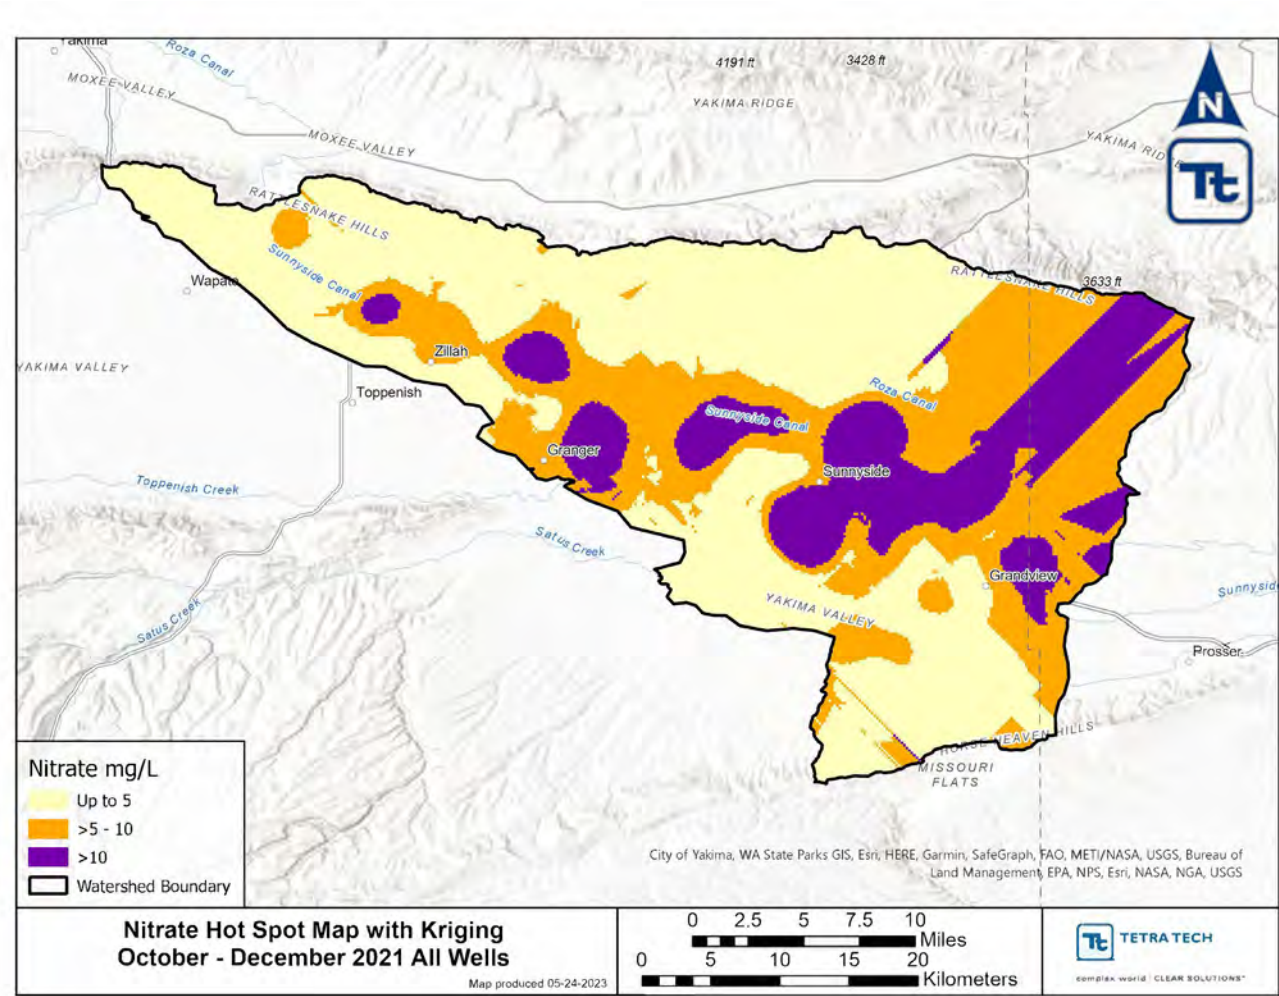 Yakima
Roza Canal
4191 ft
3428 ft
MOXEE VALLEY
YAKIMA RIDGE
N
MOXEE VALLEY
YAKIMA RIDGE
Tt
RATTLESNAKE HILLS
Sunnyside Canal
RATTLESNAKE HILLS
3633 ft
Wapato
Zillah
YAKIMA VALLEY
Toppenish
Roza Canal
Sunnyside Canal
Granger
Sunnyside
Toppenish Creek
Satus Creek
Grandview
Sunnyside
YAKIMA VALLEY
Satus Creek
Prosser
HORSE HEAVEN HILLS
MISSOURI
FLATS
Nitrate mg/L
Up to 5
>5 - 10
>10
Watershed Boundary
City of Yakima, WA State Parks GIS, Esri, HERE, Garmin, SafeGraph, FAO, METI/NASA, USGS, Bureau of
Land Management, EPA, NPS, Esri, NASA, NGA, USGS
Nitrate Hot Spot Map with Kriging
October - December 2021 All Wells
Map produced 05-24-2023
0 2.5 5 7.5 10
Miles
0 5 10 15 20
Kilometers
Tt TETRA TECH
complex world | CLEAR SOLUTIONS™